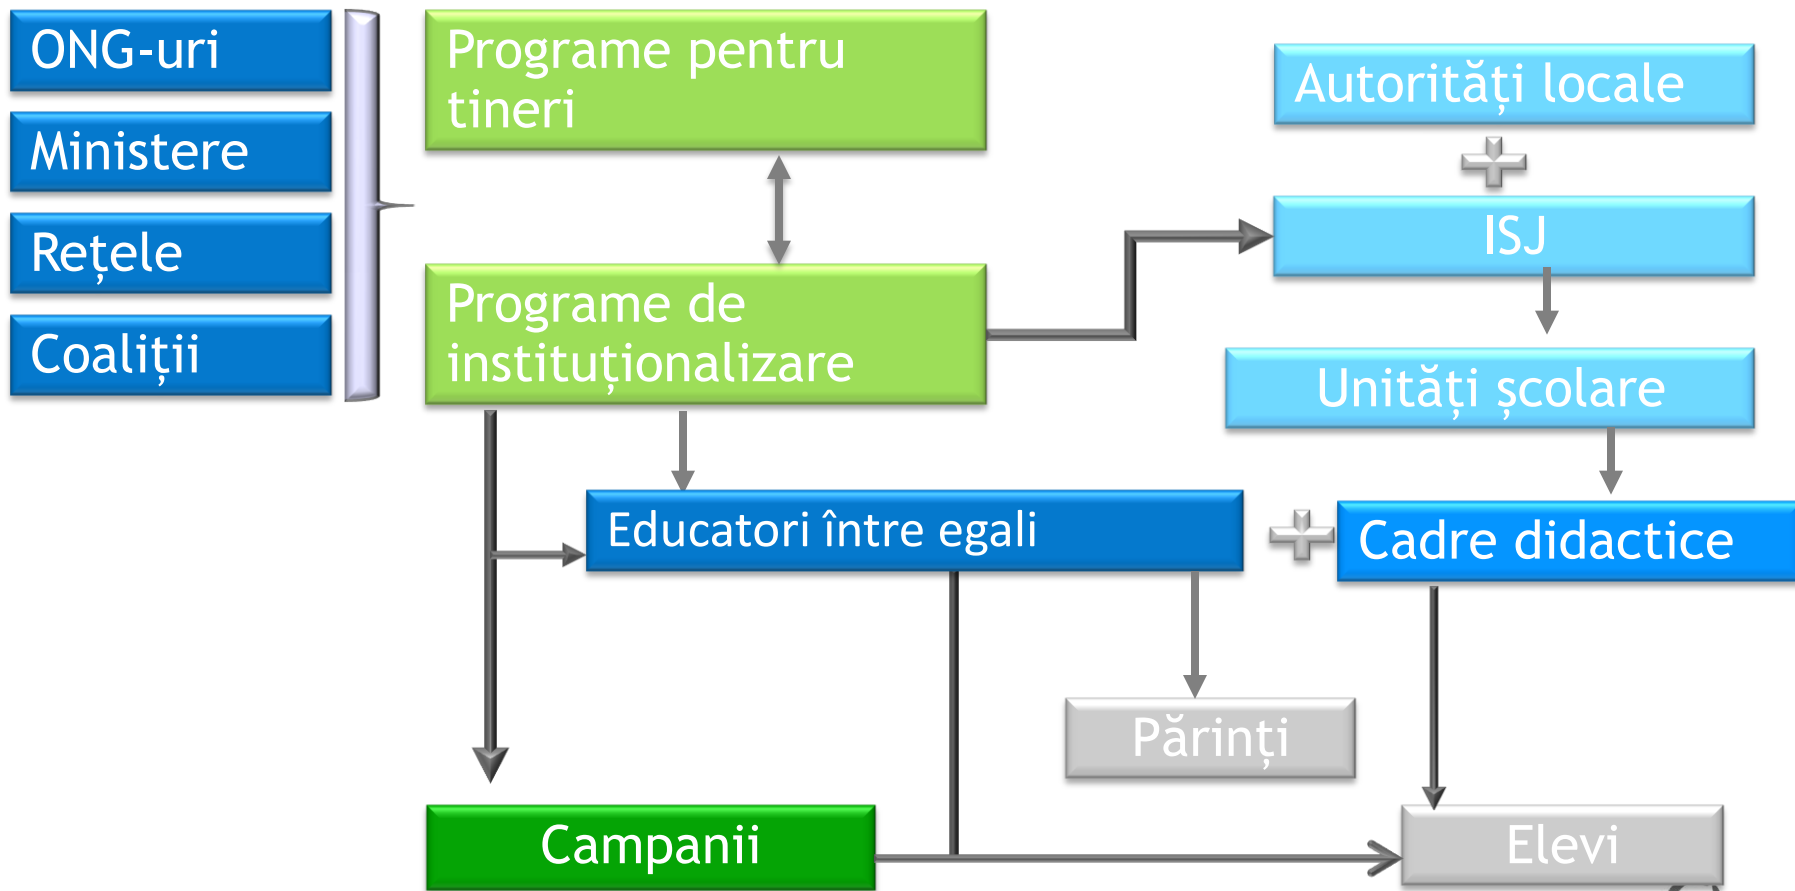 ONG-uri
Ministere
Rețele
Coaliții
Programe pentru
tineri
Programe de
instituționalizare
Autorități locale
ISJ
Unități școlare
Educatori între egali
Cadre didactice
Părinți
Campanii
Elevi